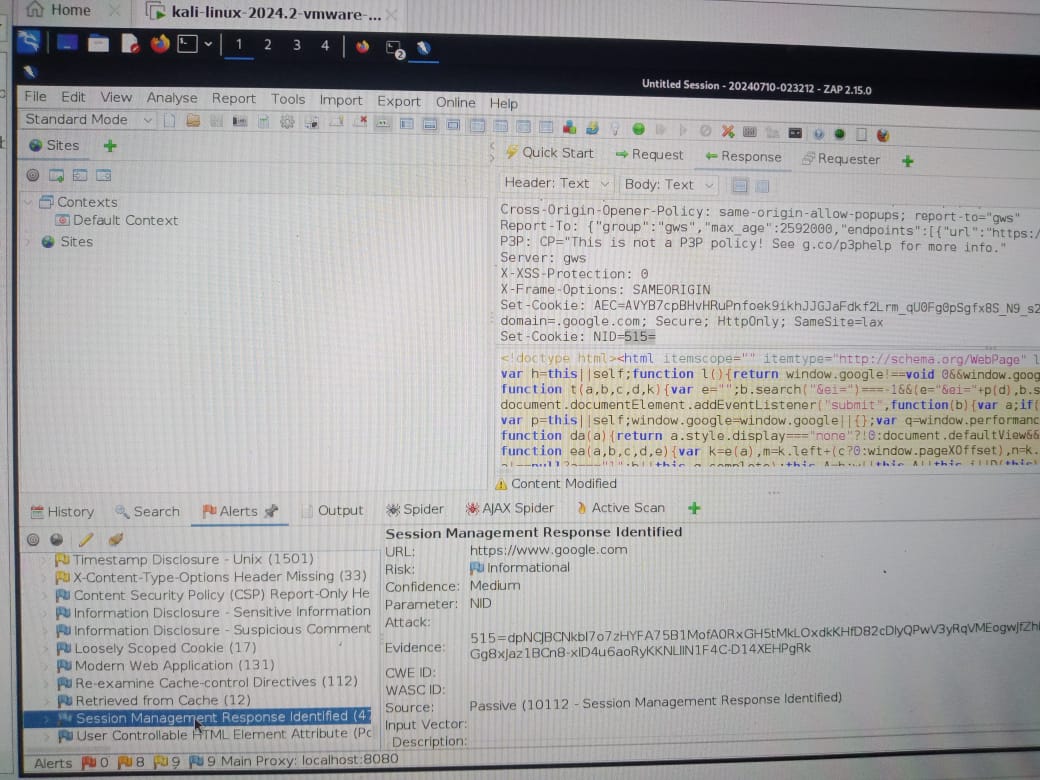 Home
kali-linux-2024.2-vmware-...
1 2 3 4
2
Untitled Session - 20240710-023212 - ZAP 2.15.0
File Edit View Analyse Report Tools Import Export Online Help
Standard Mode
Sites
Quick Start Request Response Requester
Header: Text Body: Text
Contexts
Default Context
Sites
Cross-Origin-Opener-Policy: same-origin-allow-popups; report-to="gws"
Report-To: {"group":"gws","max_age":2592000,"endpoints":[{"url":"https:/
P3P: CP="This is not a P3P policy! See g.co/p3phelp for more info."
Server: gws
X-XSS-Protection: 0
X-Frame-Options: SAMEORIGIN
Set-Cookie:
domain=.google.com; Secure; HttpOnly; SameSite=lax
Set-Cookie: NID=515=
<!doctype html><html itemscope="" itemtype="http://schema.org/WebPage" l
var h=this||self;function l(){return window.google!==void 0&&window.goog
function t(a,b,c,d,k){var e="";b.search("&ei=")===-1&&(e="&ei="+p(d),b.s
document.documentElement.addEventListener("submit",function(b){var a;if(
var p=this||self;window.google=window.google||{};var q=window.performanc
function da(a){return a.style.display==="none"?!0:document.defaultView&&
function ea(a,b,c,d,e){var k=e(a),m=k.left+(c?0:window.pageXOffset),n=k.
Content Modified
History Search Alerts Output Spider AJAX Spider Active Scan
Timestamp Disclosure - Unix (1501)
X-Content-Type-Options Header Missing (33)
Content Security Policy (CSP) Report-Only He
Information Disclosure - Sensitive Information
Information Disclosure - Suspicious Comment
Loosely Scoped Cookie (17)
Modern Web Application (131)
Re-examine Cache-control Directives (112)
Retrieved from Cache (12)
Session Management Response Identified (47
User Controllable HTML Element Attribute (Po
Session Management Response Identified
URL: https://www.google.com
Risk: Informational
Confidence: Medium
Parameter: NID
Attack:
Evidence:
CWE ID:
WASC ID:
Source: Passive (10112 - Session Management Response Identified)
Input Vector:
Description:
Alerts 0 8 9 9 Main Proxy: localhost:8080